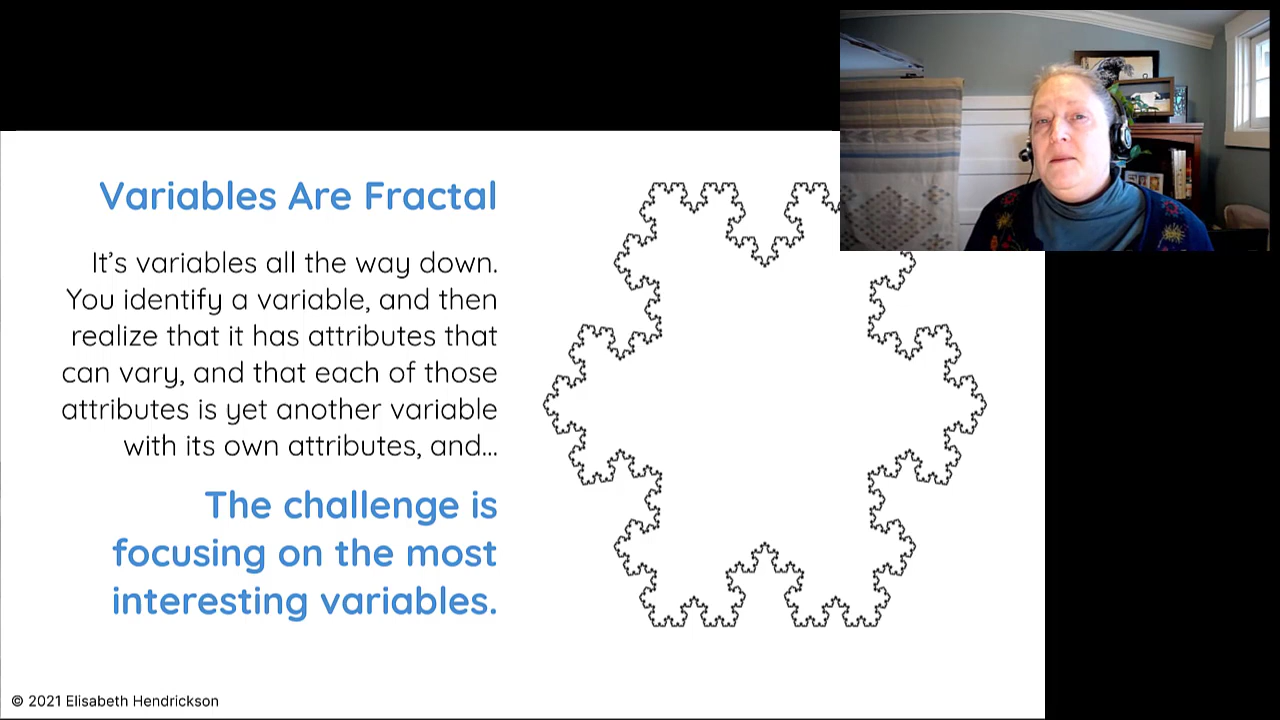 Variables Are Fractal
It’s variables all the way down.
You identify a variable, and then
realize that it has attributes that
can vary, and that each of those
attributes is yet another variable
with its own attributes, and...
The challenge is
focusing on the most
interesting variables.
© 2021 Elisabeth Hendrickson